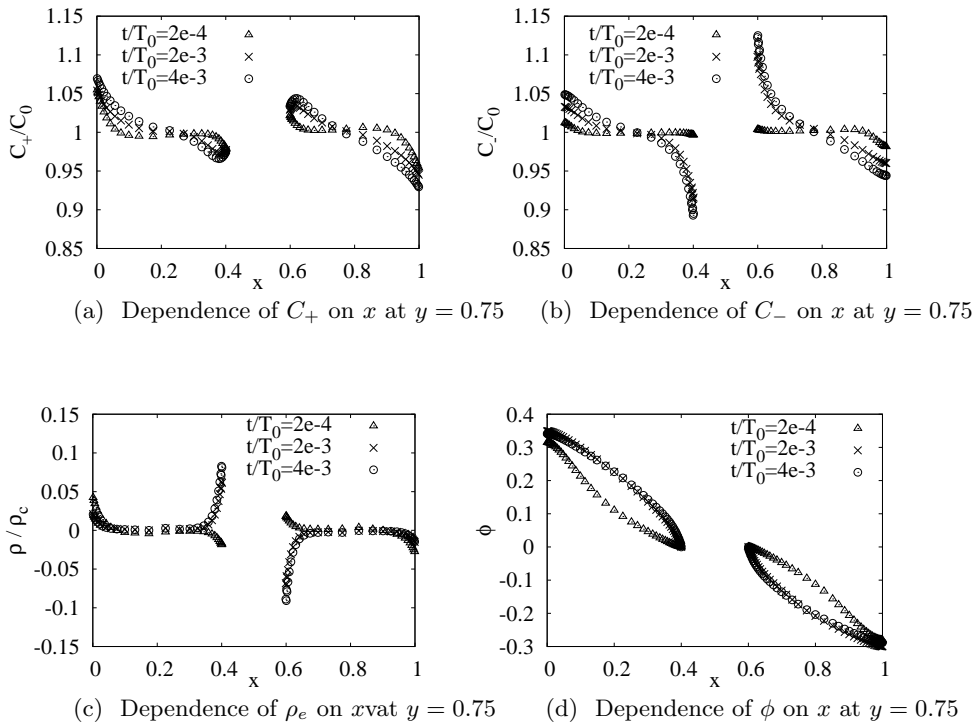 1.15
1.1
1.05
1
0.95
0.9
0.85
C+/C0
t/T0=2e-4
t/T0=2e-3
t/T0=4e-3
0 0.2 0.4 0.6 0.8 1
x
(a) Dependence of C+ on x at y = 0.75
1.15
1.1
1.05
1
0.95
0.9
0.85
C-/C0
t/T0=2e-4
t/T0=2e-3
t/T0=4e-3
0 0.2 0.4 0.6 0.8 1
x
(b) Dependence of C− on x at y = 0.75
0.15
0.1
0.05
0
-0.05
-0.1
-0.15
ρ / ρc
t/T0=2e-4
t/T0=2e-3
t/T0=4e-3
0 0.2 0.4 0.6 0.8 1
x
(c) Dependence of ρe on xvat y = 0.75
0.4
0.3
0.2
0.1
0
-0.1
-0.2
-0.3
ϕ
t/T0=2e-4
t/T0=2e-3
t/T0=4e-3
0 0.2 0.4 0.6 0.8 1
x
(d) Dependence of ϕ on x at y = 0.75